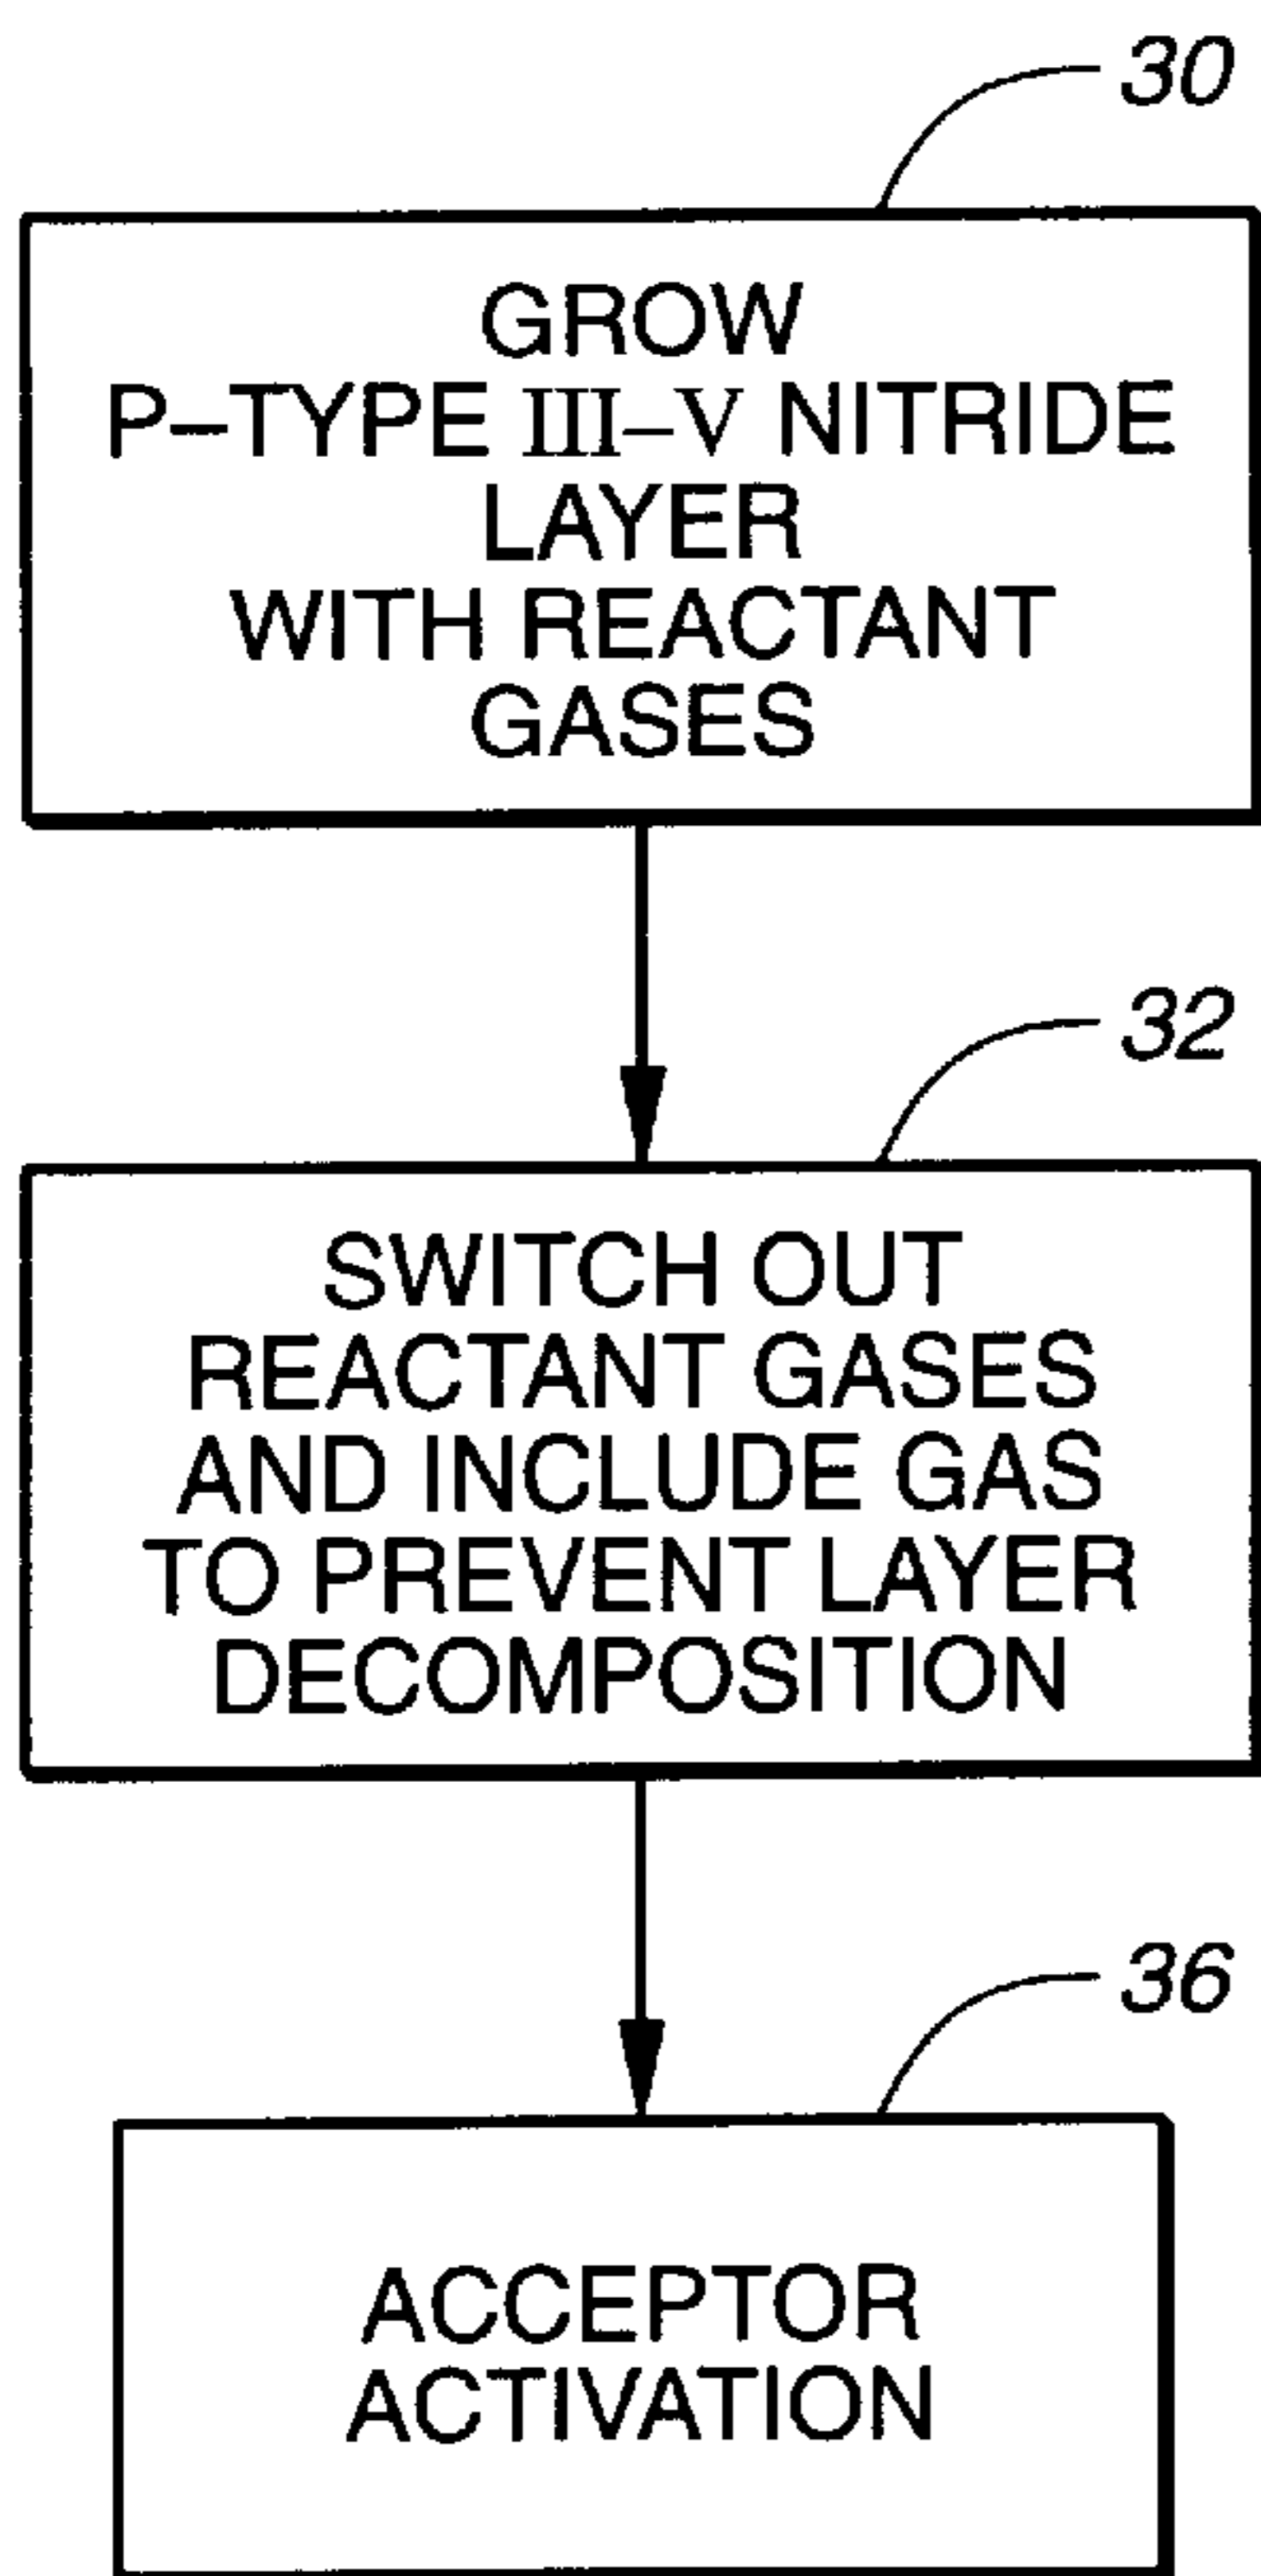 30
GROW
P-TYPE III-V NITRIDE
LAYER
WITH REACTANT
GASES
32
SWITCH OUT
REACTANT GASES
AND INCLUDE GAS
TO PREVENT LAYER
DECOMPOSITION
36
ACCEPTOR
ACTIVATION